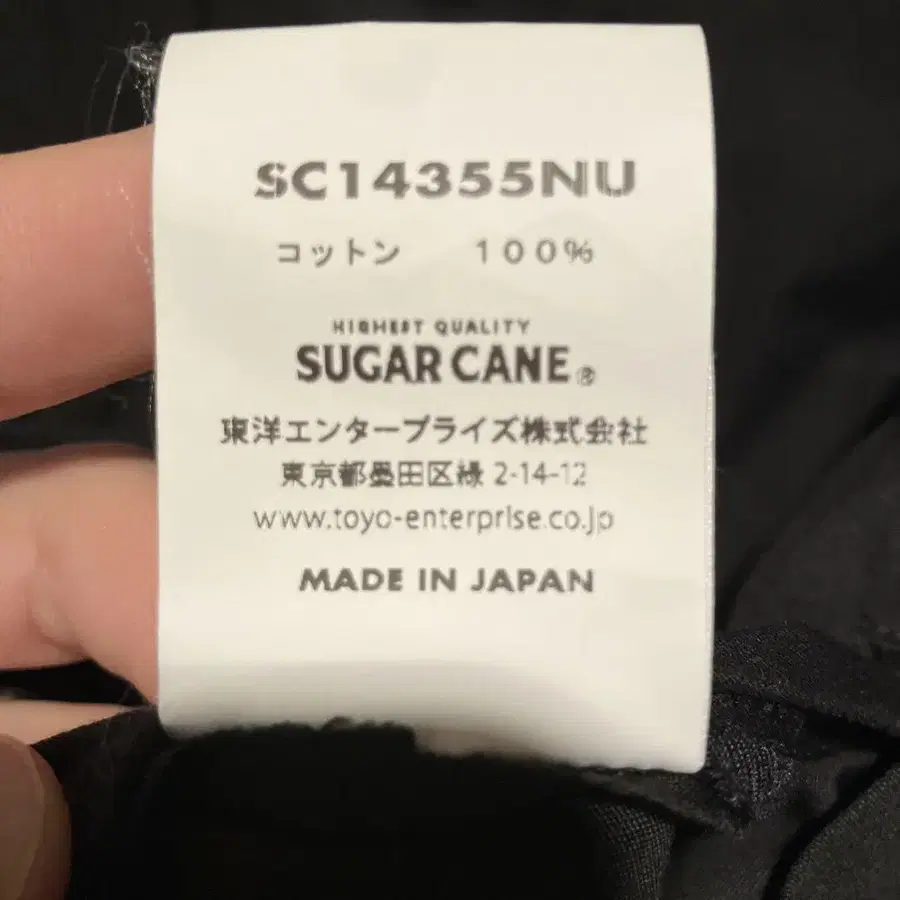 SC14355NU
コットン　１００％
HIGHEST QUALITY
SUGAR CANE®
東洋エンタープライズ株式会社
東京都墨田区緑 2-14-12
www.toyo-enterprise.co.jp
MADE IN JAPAN